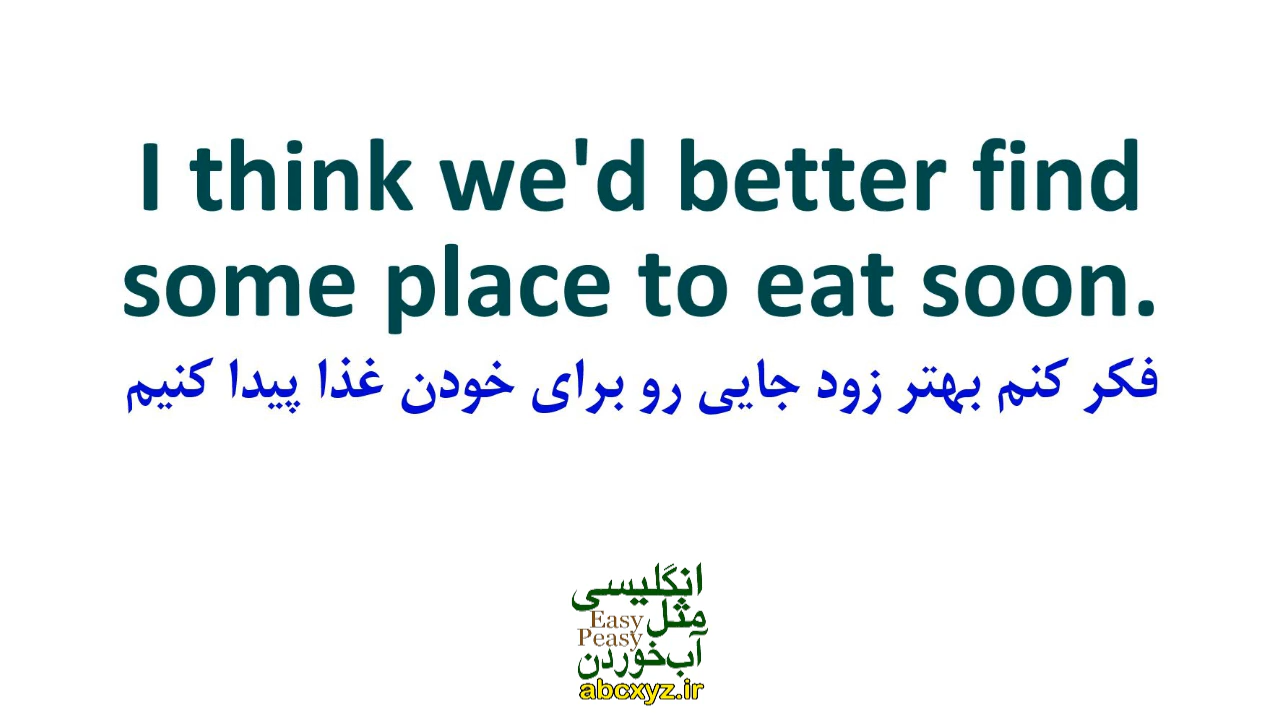 I think we'd better find
some place to eat soon.
فکر کنم بهتر زود جایی رو برای خودن غذا پیدا کنیم
انگلیسی
مثل
Easy
Peasy
آب‌خوردن
abcxyz.ir